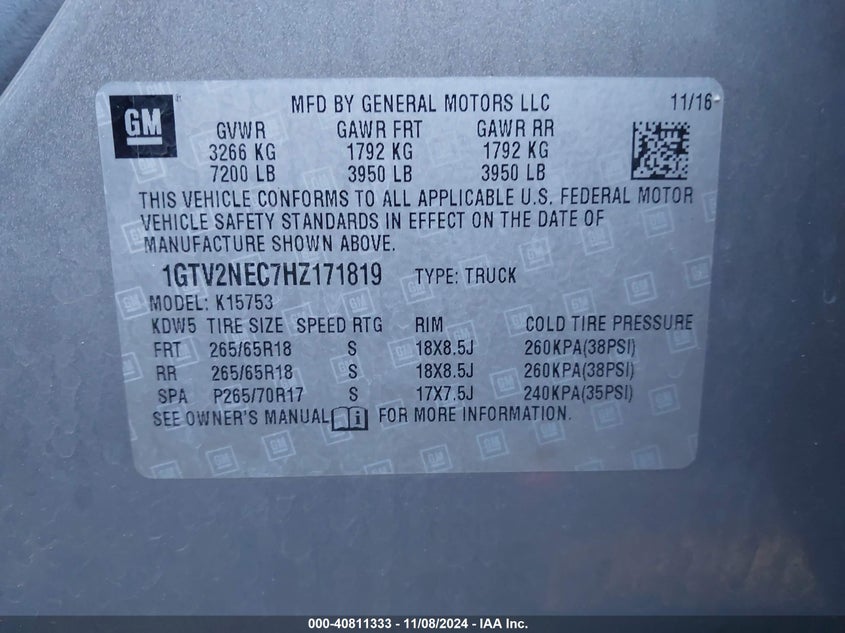 GM MFD BY GENERAL MOTORS LLC 11/16
GVWR GAWR FRT GAWR RR
3266 KG 1792 KG 1792 KG
7200 LB 3950 LB 3950 LB
THIS VEHICLE CONFORMS TO ALL APPLICABLE U.S. FEDERAL MOTOR
VEHICLE SAFETY STANDARDS IN EFFECT ON THE DATE OF
MANUFACTURE SHOWN ABOVE.
1GTV2NEC7HZ171819 TYPE: TRUCK
MODEL: K15753
KDW5 TIRE SIZE SPEED RTG RIM COLD TIRE PRESSURE
FRT 265/65R18 S 18X8.5J 260KPA(38PSI)
RR 265/65R18 S 18X8.5J 260KPA(38PSI)
SPA P265/70R17 S 17X7.5J 240KPA(35PSI)
SEE OWNER'S MANUAL FOR MORE INFORMATION.
000-40811333 - 11/08/2024 - IAA Inc.